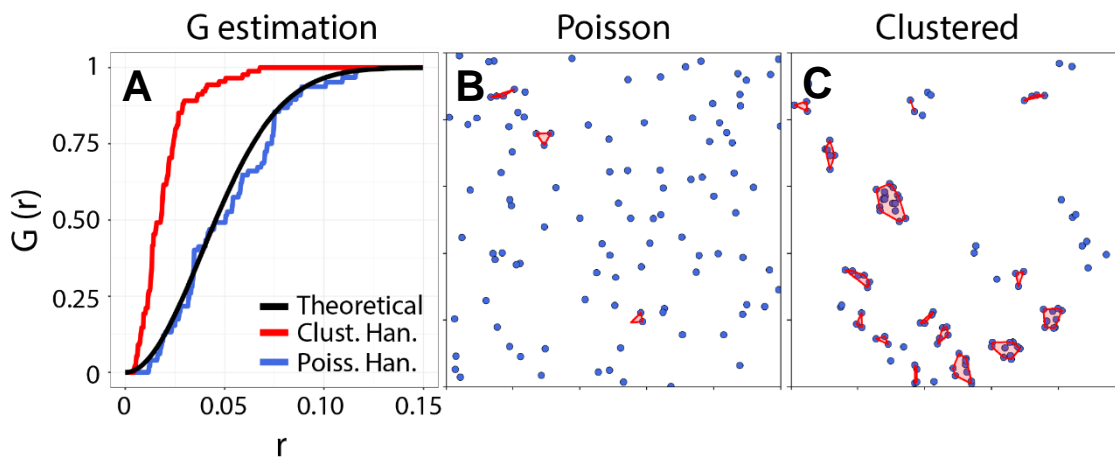 G estimation
Poisson
Clustered
A
B
C
1
0.75
0.50
0.25
0
G (r)
Theoretical
Clust. Han.
Poiss. Han.
0
0.05
0.10
0.15
r